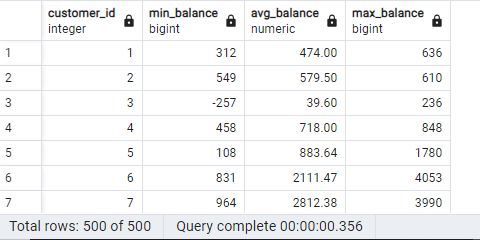 customer_id min_balance avg_balance max_balance
integer bigint numeric bigint
1 1 312 474.00 636
2 2 549 579.50 610
3 3 -257 39.60 236
4 4 458 718.00 848
5 5 108 883.64 1780
6 6 831 2111.47 4053
7 7 964 2812.38 3990
Total rows: 500 of 500 Query complete 00:00:00.356